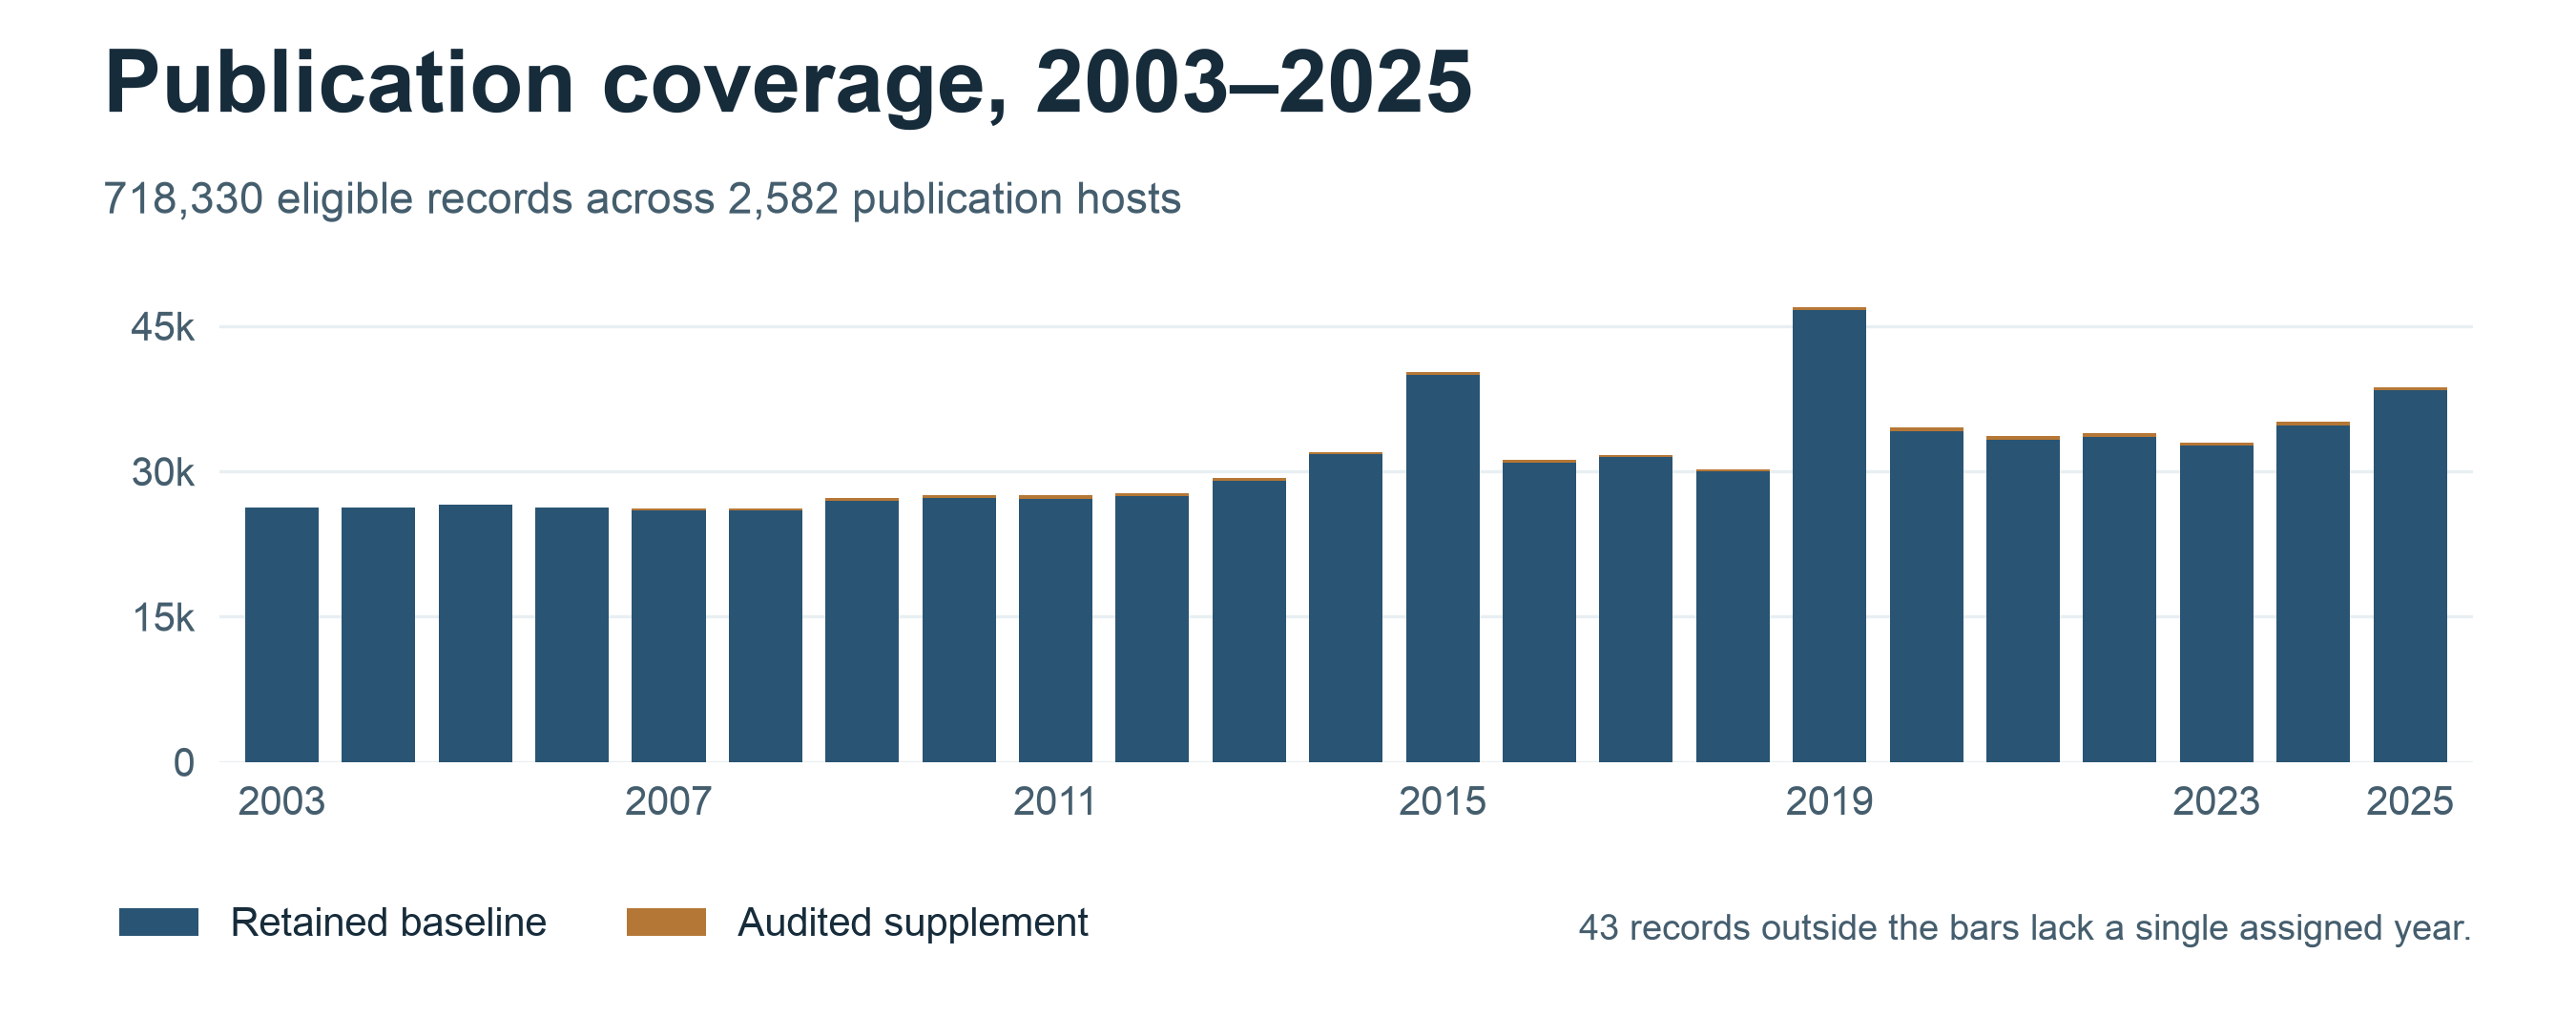 Publication coverage, 2003–2025
718,330 eligible records across 2,582 publication hosts
45k
30k
15k
0
2003 2007 2011 2015 2019 2023 2025
Retained baseline Audited supplement 43 records outside the bars lack a single assigned year.